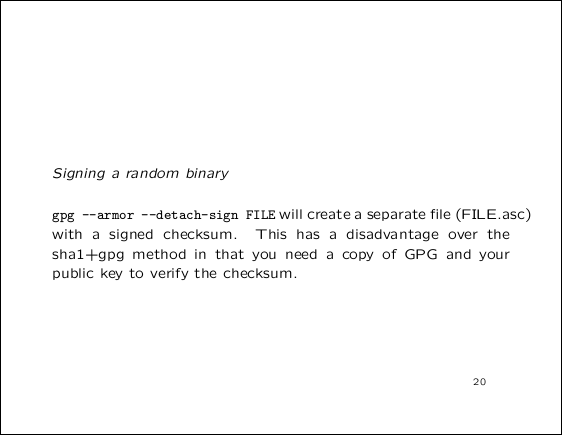 Signing a random binary
gpg --armor --detach-sign FILE will create a separate file (FILE.asc)
with a signed checksum. This has a disadvantage over the
sha1+gpg method in that you need a copy of GPG and your
public key to verify the checksum.
20